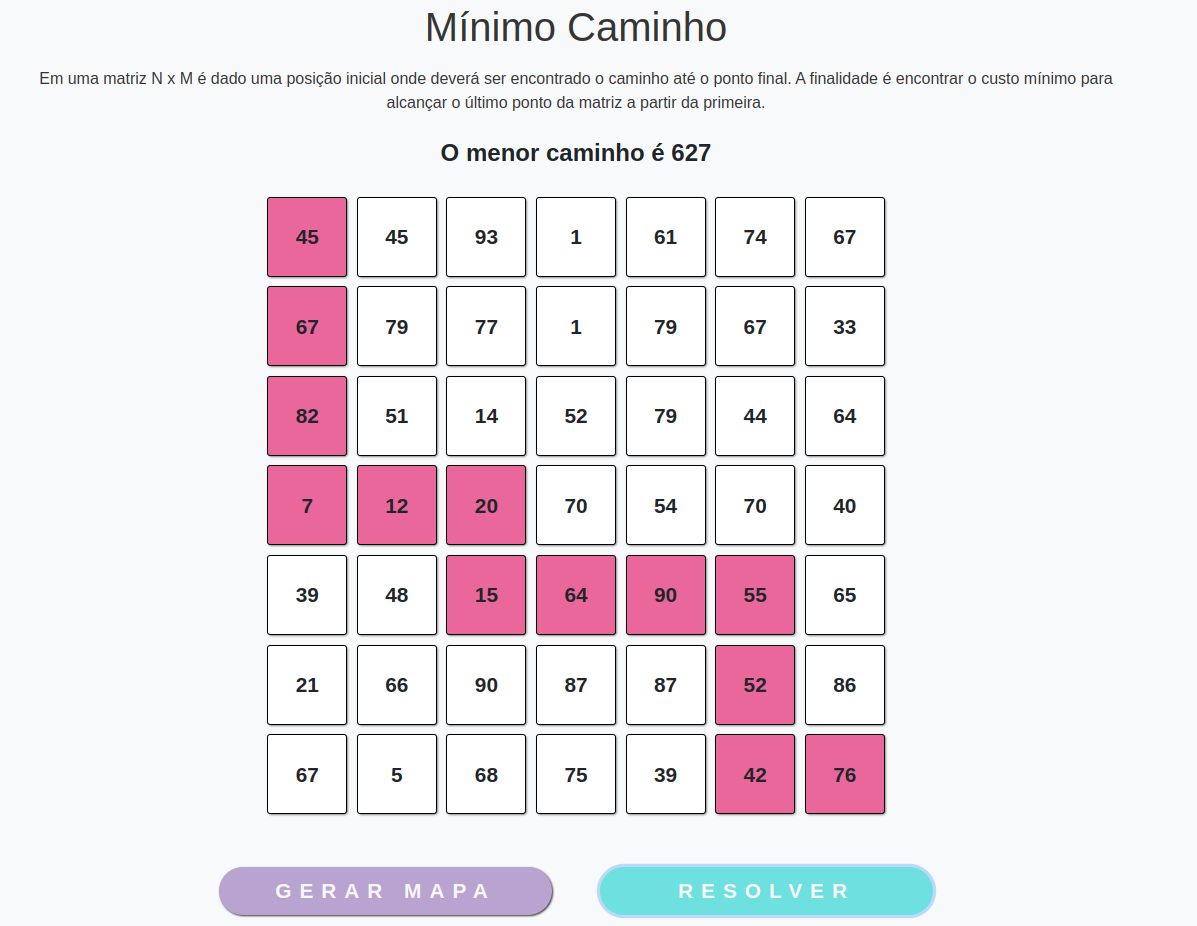 Mínimo Caminho
Em uma matriz N x M é dado uma posição inicial onde deverá ser encontrado o caminho até o ponto final. A finalidade é encontrar o custo mínimo para
alcançar o último ponto da matriz a partir da primeira.
O menor caminho é 627
45 45 93 1 61 74 67
67 79 77 1 79 67 33
82 51 14 52 79 44 64
7 12 20 70 54 70 40
39 48 15 64 90 55 65
21 66 90 87 87 52 86
67 5 68 75 39 42 76
GERAR MAPA RESOLVER